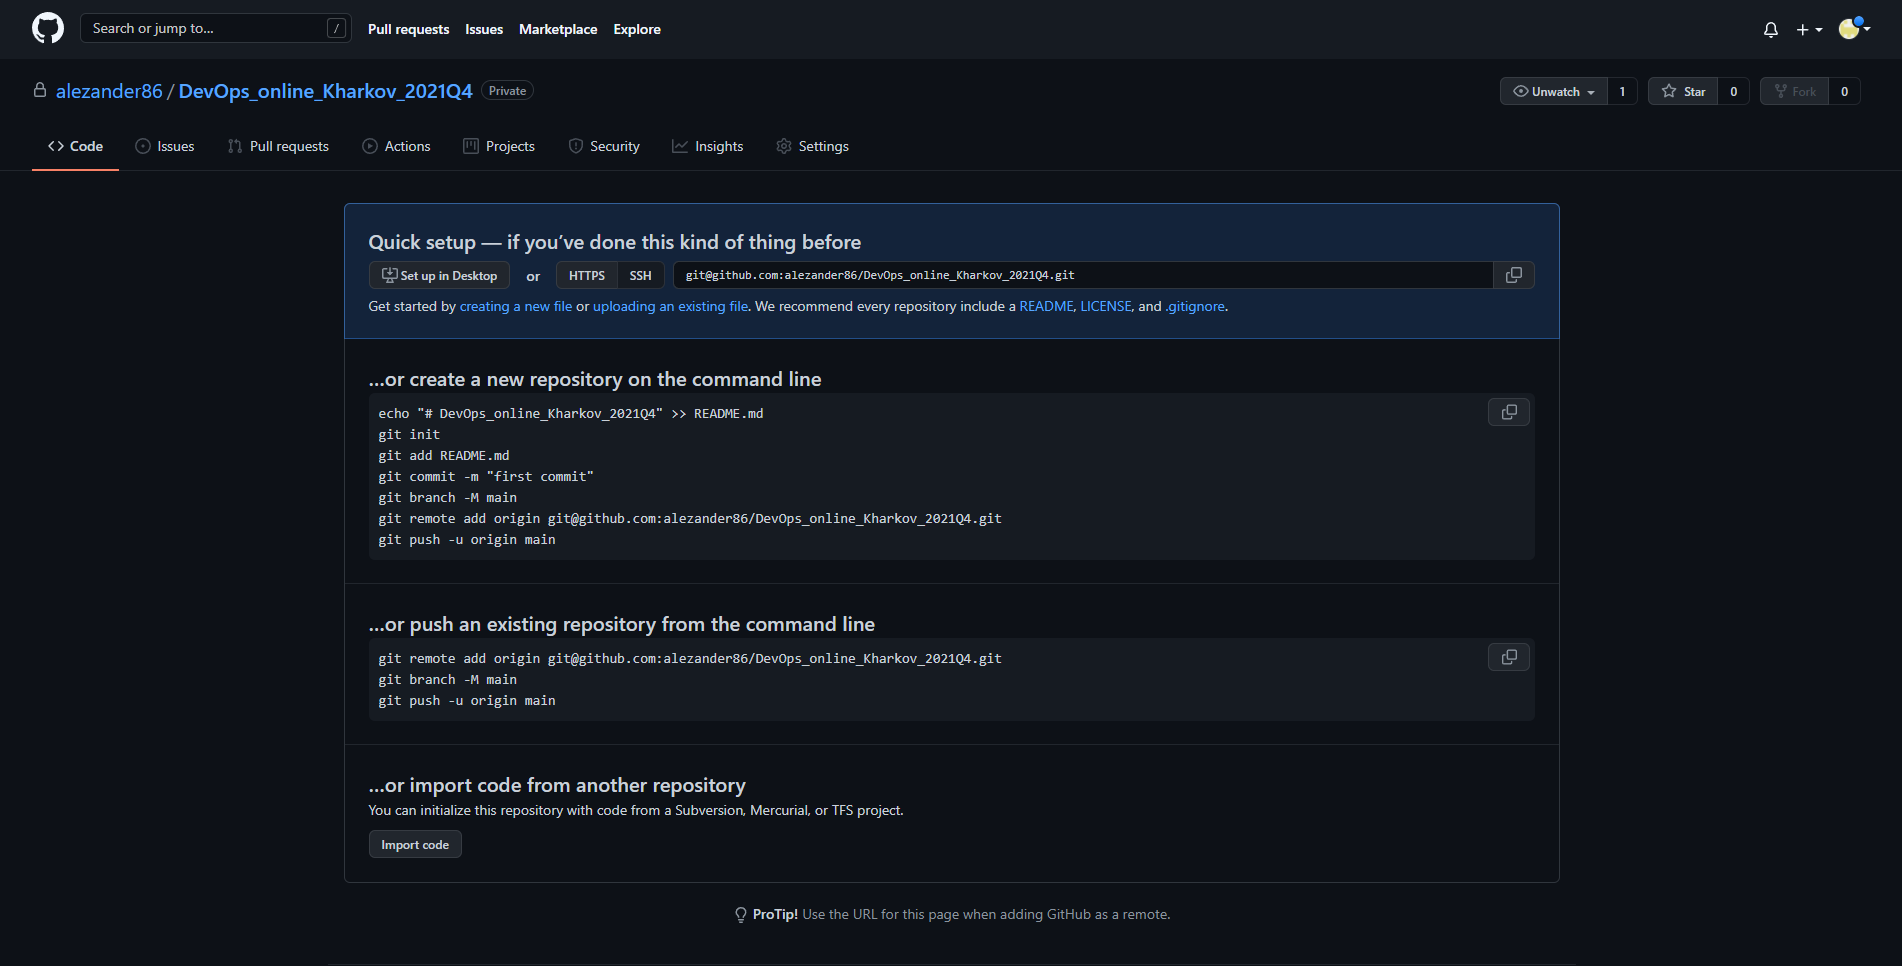 Search or jump to... /
Pull requests Issues Marketplace Explore
alezander86 / DevOps_online_Kharkov_2021Q4 Private
Unwatch 1 Star 0 Fork 0
Code Issues Pull requests Actions Projects Security Insights Settings
Quick setup — if you’ve done this kind of thing before
Set up in Desktop or HTTPS SSH git@github.com:alezander86/DevOps_online_Kharkov_2021Q4.git
Get started by creating a new file or uploading an existing file. We recommend every repository include a README, LICENSE, and .gitignore.
…or create a new repository on the command line
echo "# DevOps_online_Kharkov_2021Q4" >> README.md
git init
git add README.md
git commit -m "first commit"
git branch -M main
git remote add origin git@github.com:alezander86/DevOps_online_Kharkov_2021Q4.git
git push -u origin main
…or push an existing repository from the command line
git remote add origin git@github.com:alezander86/DevOps_online_Kharkov_2021Q4.git
git branch -M main
git push -u origin main
…or import code from another repository
You can initialize this repository with code from a Subversion, Mercurial, or TFS project.
Import code
ProTip! Use the URL for this page when adding GitHub as a remote.